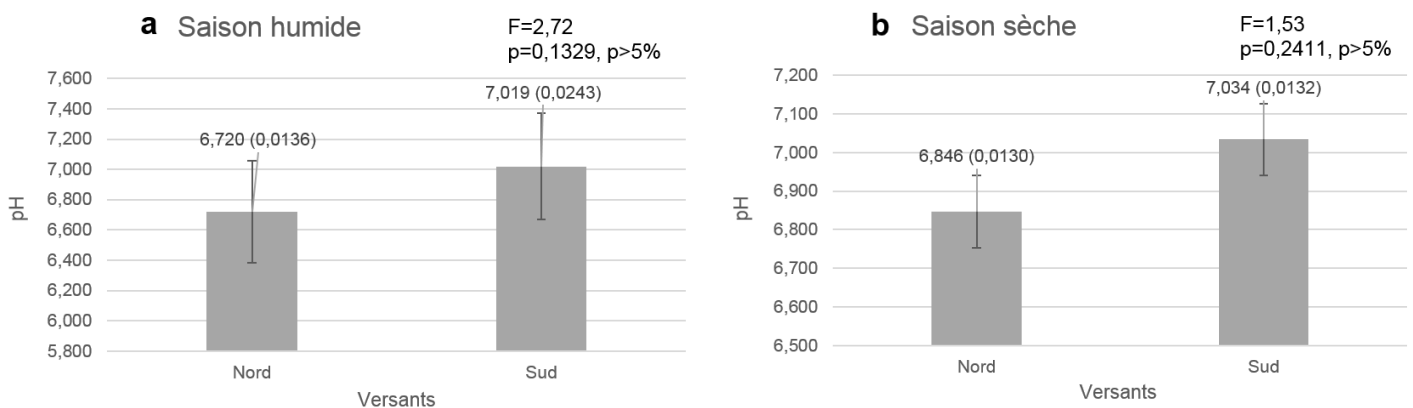 a Saison humide
F=2,72
p=0,1329, p>5%
7,600
7,400
7,200
7,000
6,800
6,600
6,400
6,200
6,000
5,800
pH
6,720 (0,0136)
7,019 (0,0243)
Nord
Sud
Versants
b Saison sèche
F=1,53
p=0,2411, p>5%
7,200
7,100
7,000
6,900
6,800
6,700
6,600
6,500
pH
6,846 (0,0130)
7,034 (0,0132)
Nord
Sud
Versants